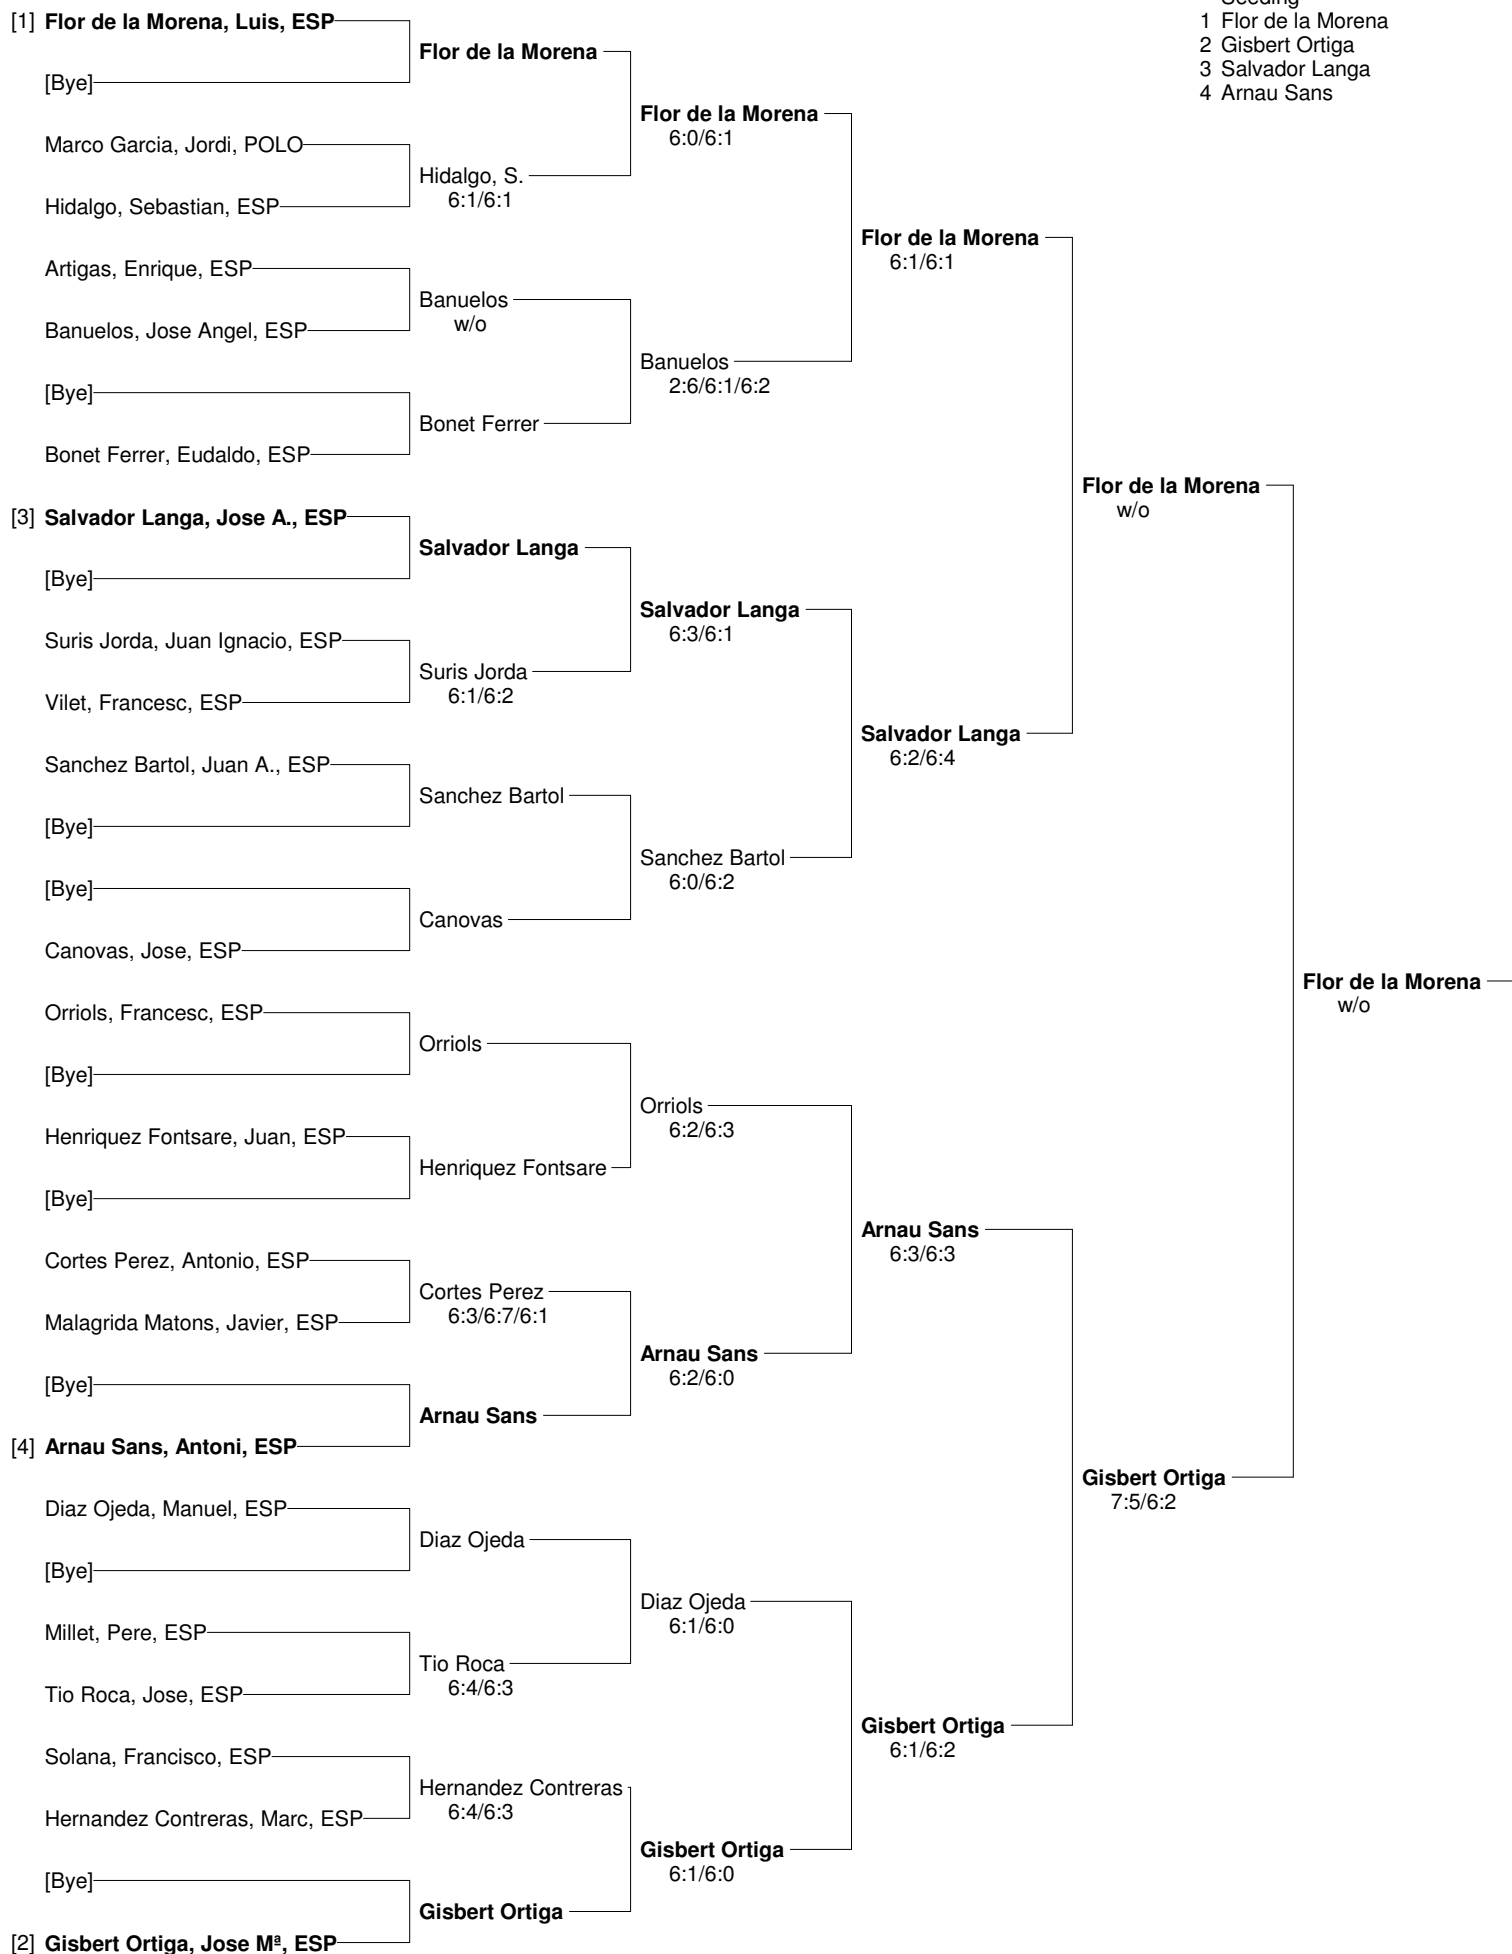 Seeding
1 Flor de la Morena
2 Gisbert Ortiga
3 Salvador Langa
4 Arnau Sans
[1] Flor de la Morena, Luis, ESP
[Bye]
Marco Garcia, Jordi, POLO
Hidalgo, Sebastian, ESP
Artigas, Enrique, ESP
Banuelos, Jose Angel, ESP
[Bye]
Bonet Ferrer, Eudaldo, ESP
[3] Salvador Langa, Jose A., ESP
[Bye]
Suris Jorda, Juan Ignacio, ESP
Vilet, Francesc, ESP
Sanchez Bartol, Juan A., ESP
[Bye]
[Bye]
Canovas, Jose, ESP
Orriols, Francesc, ESP
[Bye]
Henriquez Fontsare, Juan, ESP
[Bye]
Cortes Perez, Antonio, ESP
Malagrida Matons, Javier, ESP
[Bye]
[4] Arnau Sans, Antoni, ESP
Diaz Ojeda, Manuel, ESP
[Bye]
Millet, Pere, ESP
Tio Roca, Jose, ESP
Solana, Francisco, ESP
Hernandez Contreras, Marc, ESP
[Bye]
[2] Gisbert Ortiga, Jose Mª, ESP
Flor de la Morena
Hidalgo, S.
6:1/6:1
Banuelos
w/o
Bonet Ferrer
Salvador Langa
Suris Jorda
6:1/6:2
Sanchez Bartol
Canovas
Orriols
Henriquez Fontsare
Cortes Perez
6:3/6:7/6:1
Arnau Sans
Diaz Ojeda
Tio Roca
6:4/6:3
Hernandez Contreras
6:4/6:3
Gisbert Ortiga
Flor de la Morena
6:0/6:1
Banuelos
2:6/6:1/6:2
Salvador Langa
6:3/6:1
Sanchez Bartol
6:0/6:2
Orriols
6:2/6:3
Arnau Sans
6:2/6:0
Diaz Ojeda
6:1/6:0
Gisbert Ortiga
6:1/6:0
Flor de la Morena
6:1/6:1
Salvador Langa
6:2/6:4
Arnau Sans
6:3/6:3
Gisbert Ortiga
6:1/6:2
Flor de la Morena
w/o
Gisbert Ortiga
7:5/6:2
Flor de la Morena
w/o